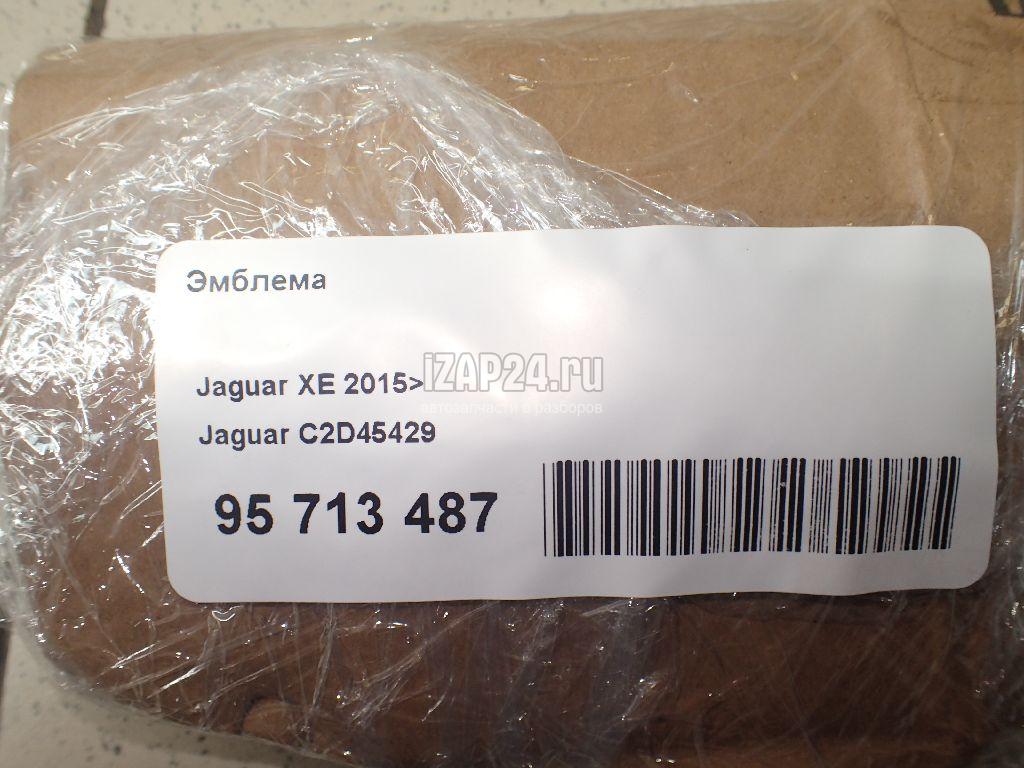 Эмблема
Jaguar XE 2015>
iZAP24.ru
автозапчасти с разборов
Jaguar C2D45429
95 713 487